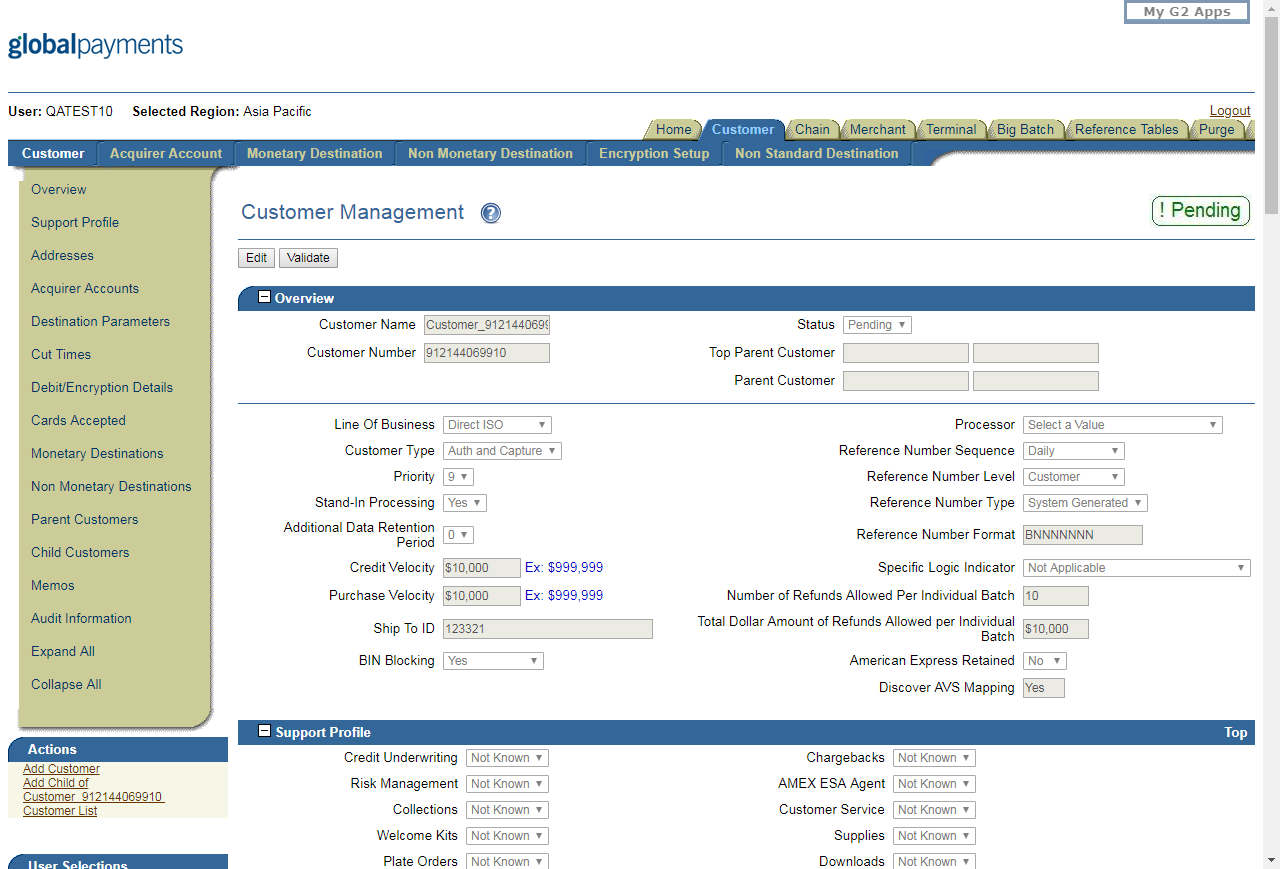 My G2 Apps
globalpayments
User: QATEST10 Selected Region: Asia Pacific
Logout
Home Customer Chain Merchant Terminal Big Batch Reference Tables Purge
Customer Acquirer Account Monetary Destination Non Monetary Destination Encryption Setup Non Standard Destination
Overview
Support Profile
Addresses
Acquirer Accounts
Destination Parameters
Cut Times
Debit/Encryption Details
Cards Accepted
Monetary Destinations
Non Monetary Destinations
Parent Customers
Child Customers
Memos
Audit Information
Expand All
Collapse All
Actions
Add Customer
Add Child of
Customer_912144069910
Customer List
User Selections
Customer Management ?
! Pending
Edit Validate
Overview
Customer Name Customer_912144069 Status Pending
Customer Number 912144069910 Top Parent Customer
Parent Customer
Line Of Business Direct ISO Processor Select a Value
Customer Type Auth and Capture Reference Number Sequence Daily
Priority 9 Reference Number Level Customer
Stand-In Processing Yes Reference Number Type System Generated
Additional Data Retention
Period 0 Reference Number Format BNNNNNNN
Credit Velocity $10,000 Ex: $999,999 Specific Logic Indicator Not Applicable
Purchase Velocity $10,000 Ex: $999,999 Number of Refunds Allowed Per Individual Batch 10
Ship To ID 123321 Total Dollar Amount of Refunds Allowed per Individual
Batch $10,000
BIN Blocking Yes American Express Retained No
Discover AVS Mapping Yes
Support Profile Top
Credit Underwriting Not Known Chargebacks Not Known
Risk Management Not Known AMEX ESA Agent Not Known
Collections Not Known Customer Service Not Known
Welcome Kits Not Known Supplies Not Known
Plate Orders Not Known Downloads Not Known